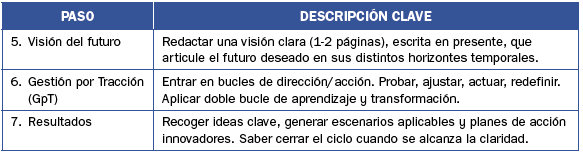 PASO DESCRIPCIÓN CLAVE
5. Visión del futuro Redactar una visión clara (1-2 páginas), escrita en presente, que
articule el futuro deseado en sus distintos horizontes temporales.
6. Gestión por Tracción Entrar en bucles de dirección/acción. Probar, ajustar, actuar, redefinir.
(GpT) Aplicar doble bucle de aprendizaje y transformación.
7. Resultados Recoger ideas clave, generar escenarios aplicables y planes de acción
innovadores. Saber cerrar el ciclo cuando se alcanza la claridad.